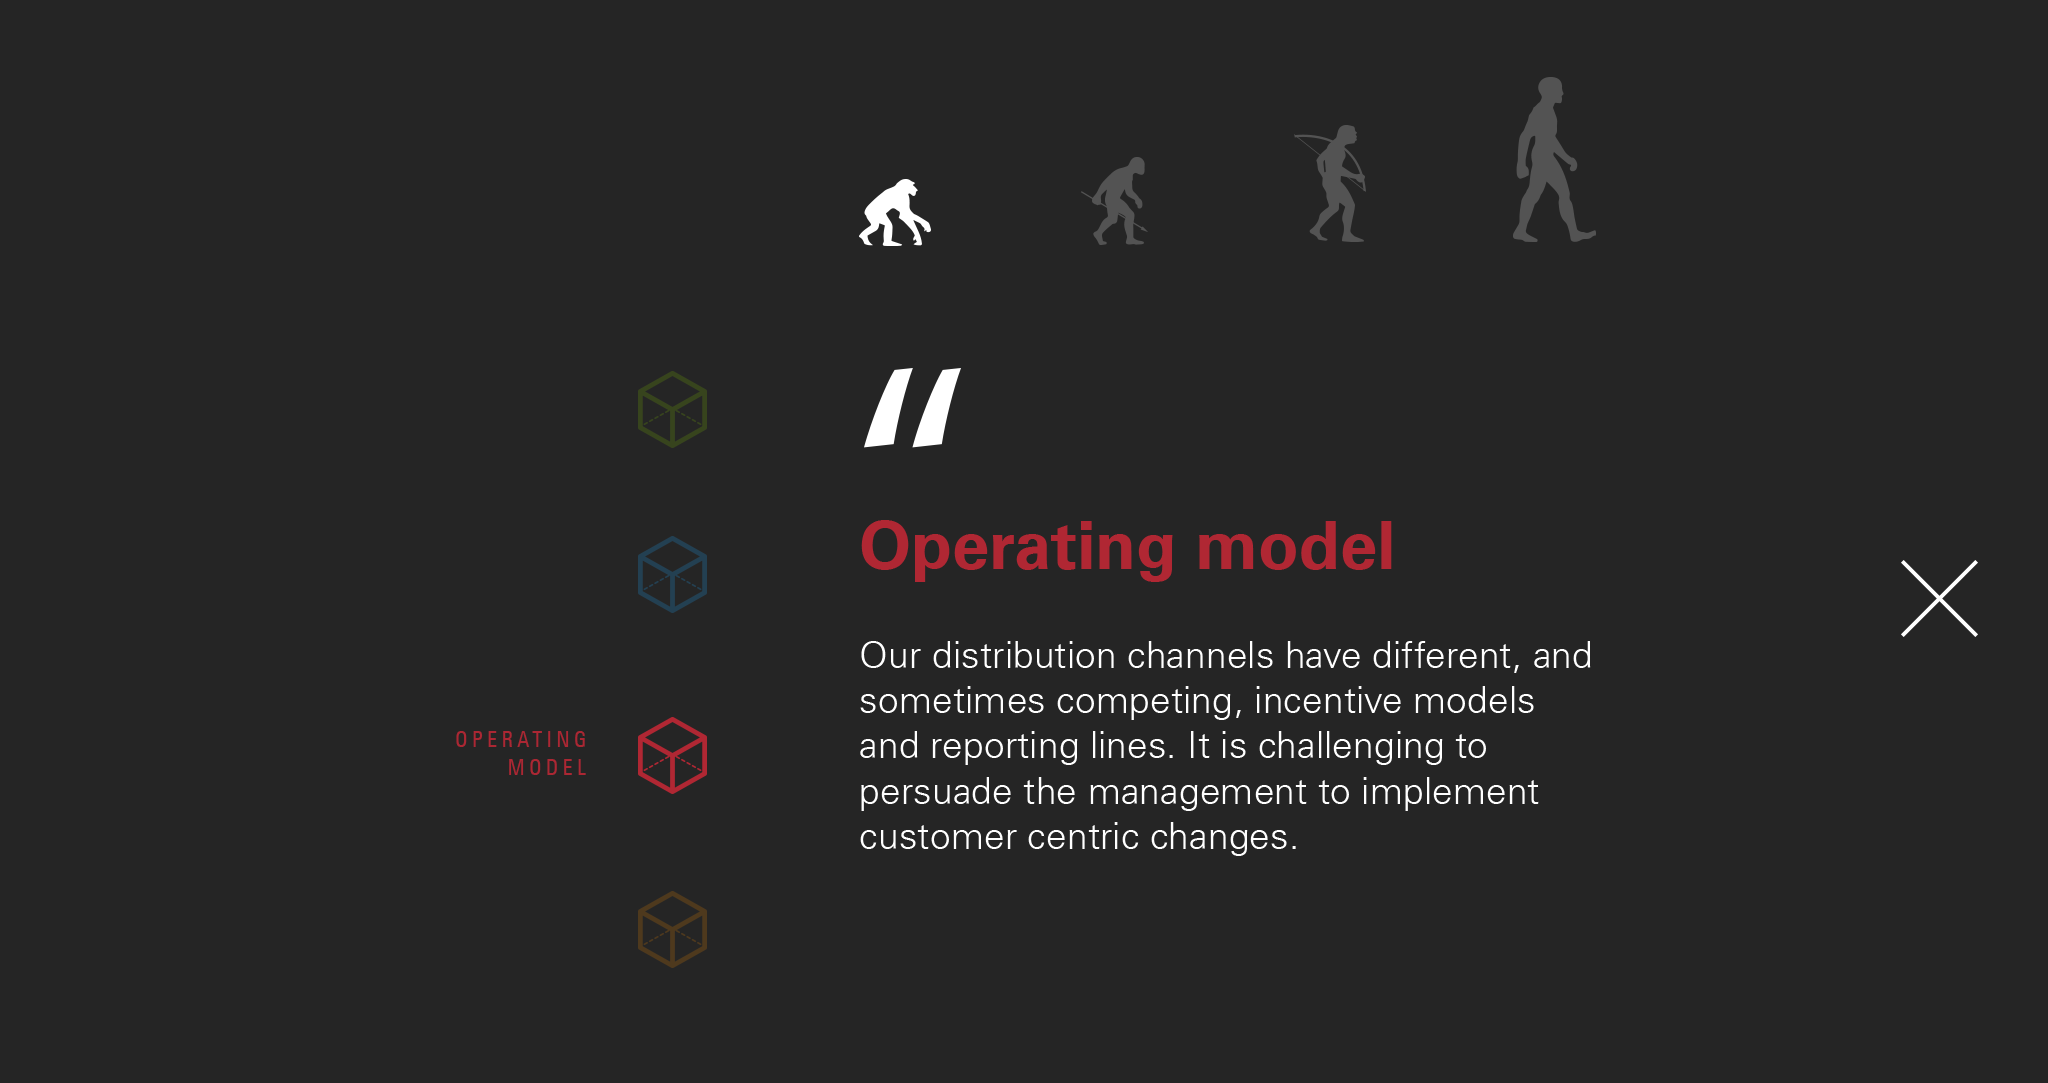 “
Operating model
Our distribution channels have different, and
sometimes competing, incentive models
and reporting lines. It is challenging to
persuade the management to implement
customer centric changes.
OPERATING
MODEL